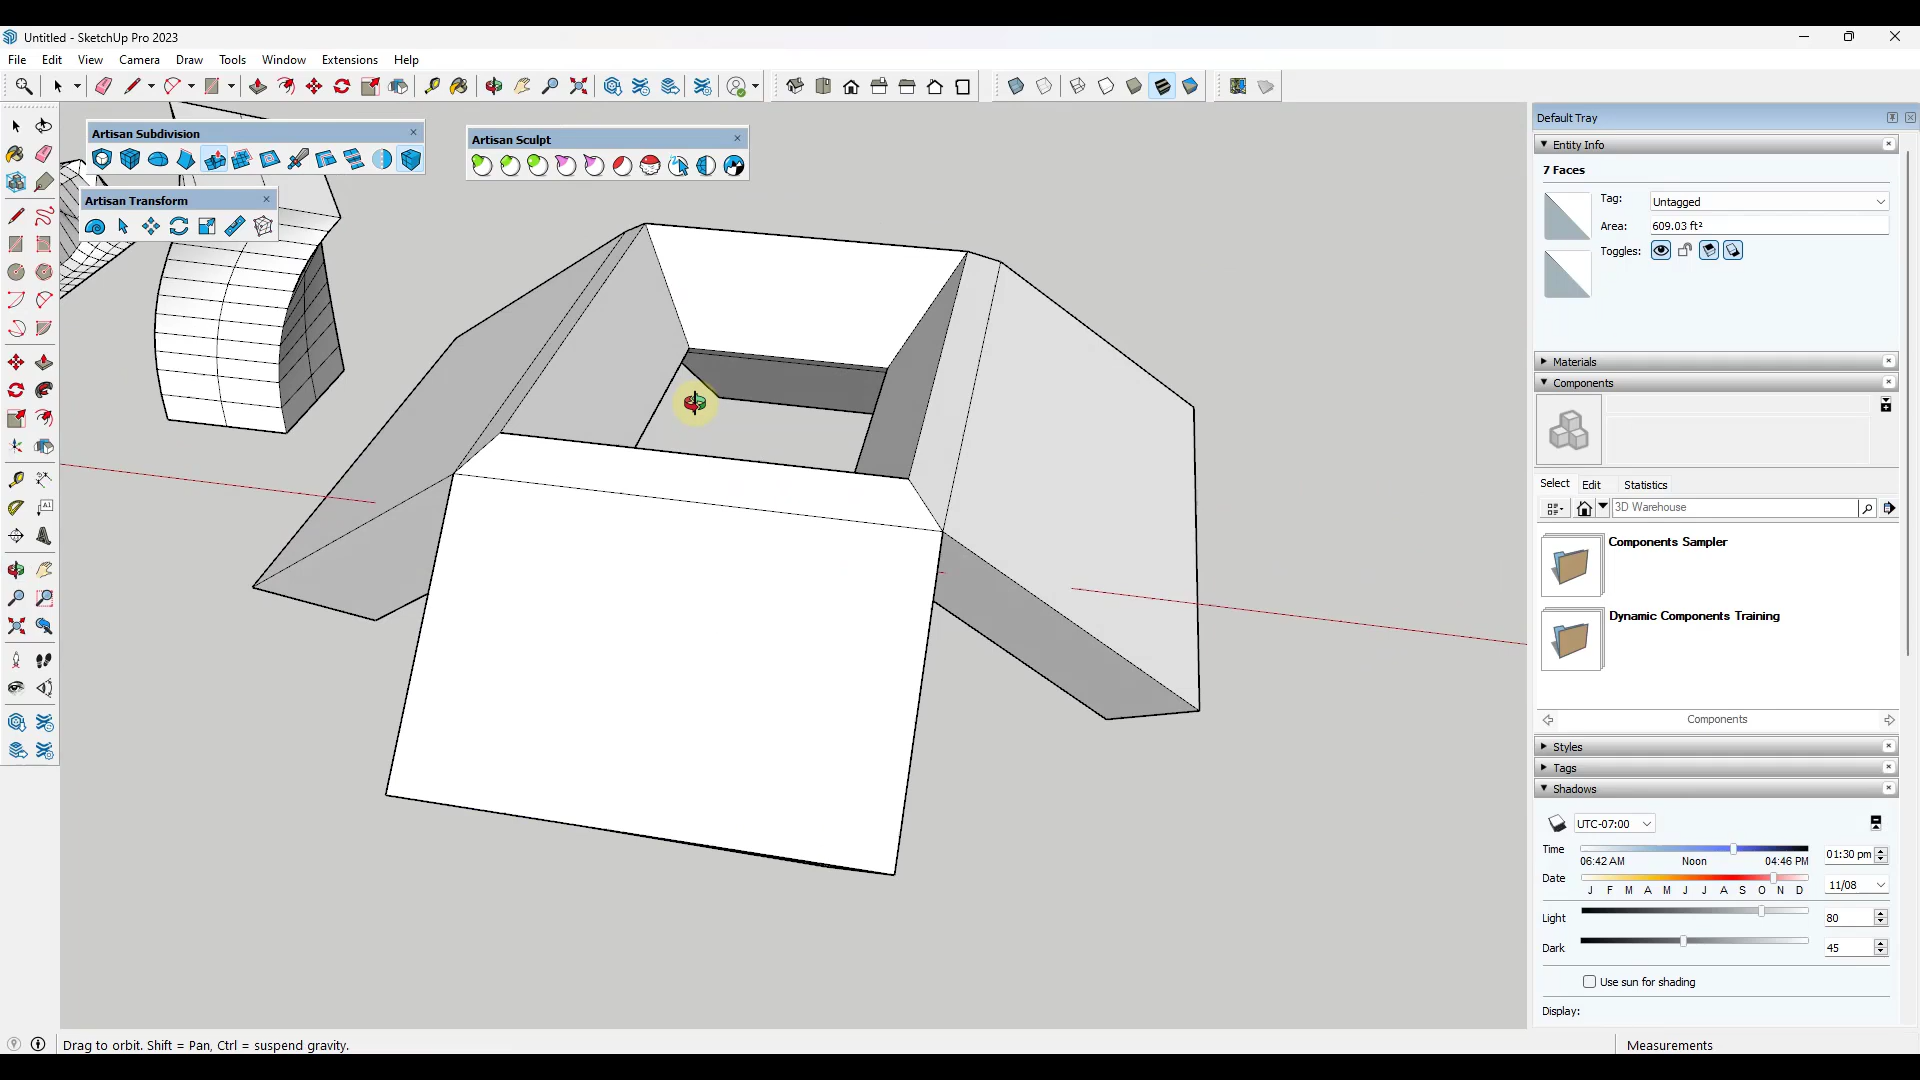 Untitled - SketchUp Pro 2023
File Edit View Camera Draw Tools Window Extensions Help
Default Tray
Artisan Subdivision
Artisan Sculpt
Artisan Transform
Entity Info
7 Faces
Tag: Untagged
Area: 609.03 ft²
Toggles:
Materials
Components
Select Edit Statistics
3D Warehouse
Components Sampler
Dynamic Components Training
Components
Styles
Tags
Shadows
UTC-07:00
Time 01:30 pm
06:42 AM Noon 04:46 PM
Date 11/08
J F M A M J J A S O N D
Light 80
Dark 45
Use sun for shading
Display:
Drag to orbit. Shift = Pan, Ctrl = suspend gravity.
Measurements